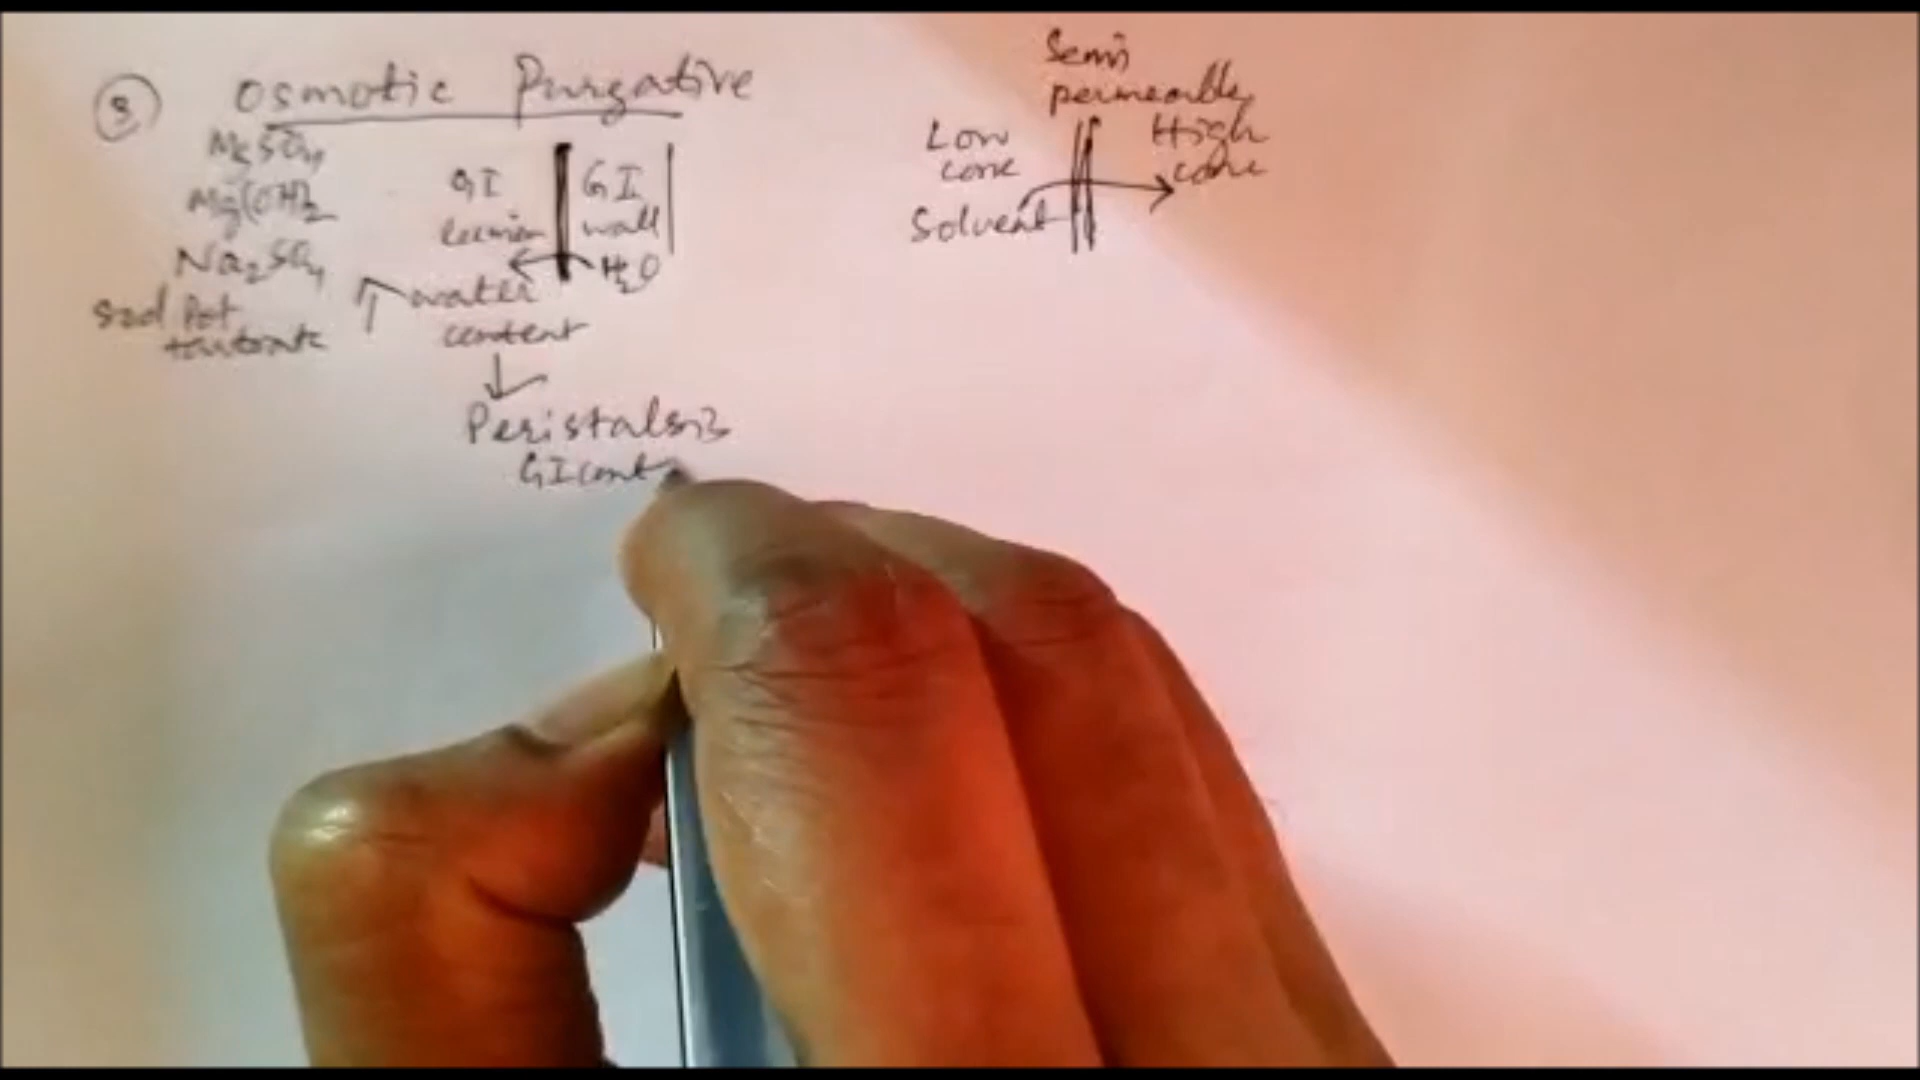 3
Osmotic Purgative
MgSO4
Mg(OH)2
Na2SO4
Sod Pot
GI
lumen
GI
wall
H2O
↑ water
content
↓
Peristalsis
GI cont
Semi
permeable
Low
conc
High
conc
Solvent